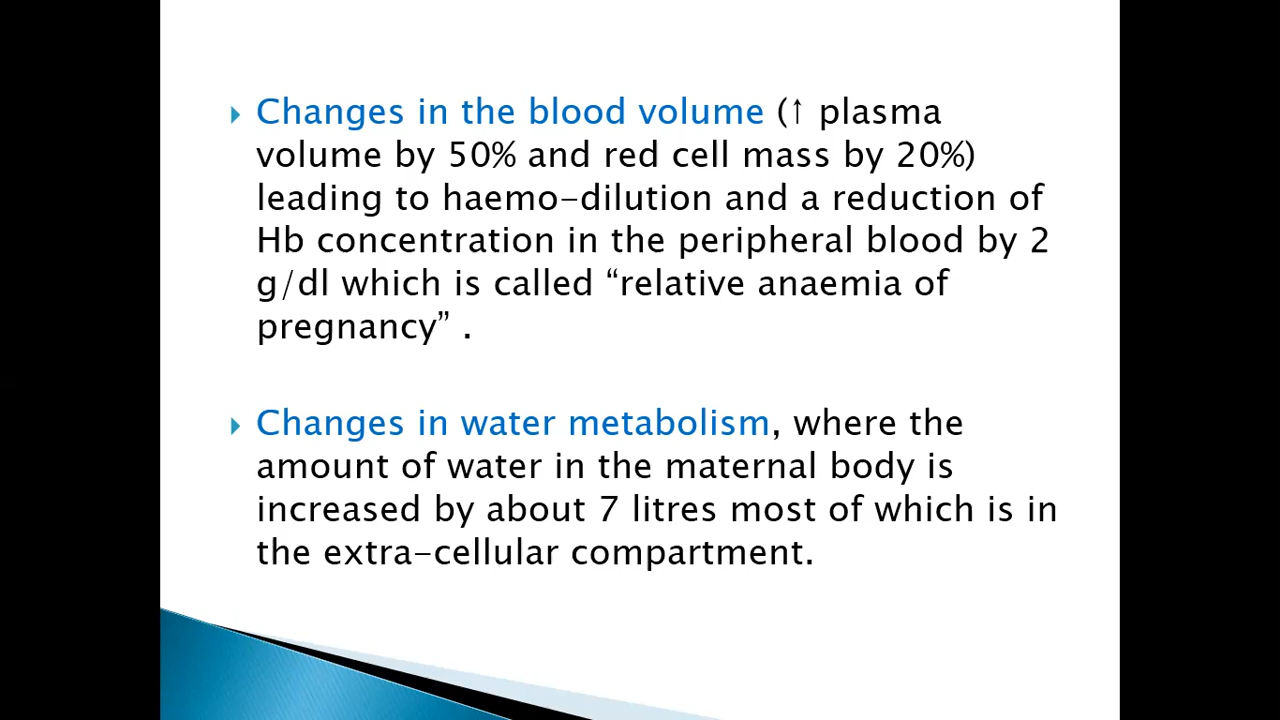 Changes in the blood volume (↑ plasma
volume by 50% and red cell mass by 20%)
leading to haemo-dilution and a reduction of
Hb concentration in the peripheral blood by 2
g/dl which is called “relative anaemia of
pregnancy” .
Changes in water metabolism, where the
amount of water in the maternal body is
increased by about 7 litres most of which is in
the extra-cellular compartment.